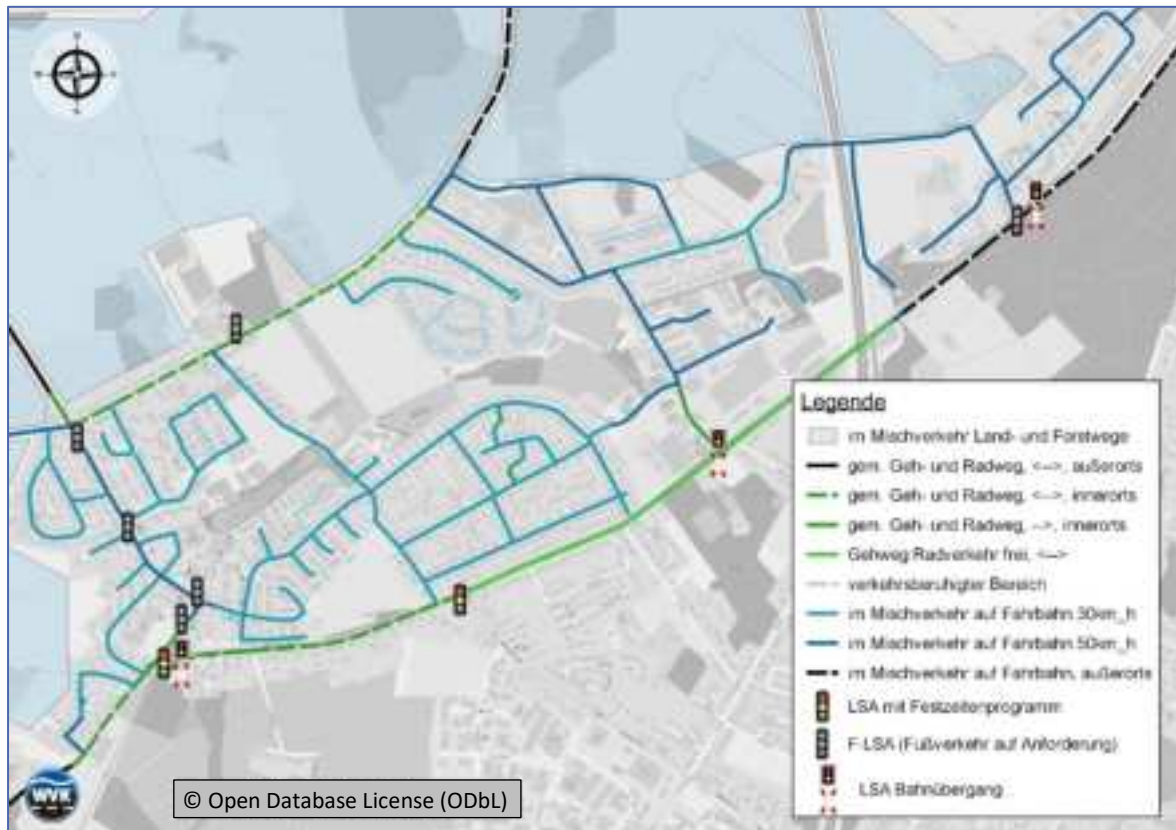 Legende
im Mischverkehr Land- und Forstwege
gem. Geh- und Radweg, <-->, außerorts
gem. Geh- und Radweg, <-->, innerorts
gem. Geh- und Radweg, -->, innerorts
Gehweg Radverkehr frei, <-->
verkehrsberuhigter Bereich
im Mischverkehr auf Fahrbahn 30km_h
im Mischverkehr auf Fahrbahn 50km_h
im Mischverkehr auf Fahrbahn, außerorts
LSA mit Festzeitenprogramm
F-LSA (Fußverkehr auf Anforderung)
LSA Bahnübergang
WVK
© Open Database License (ODbL)